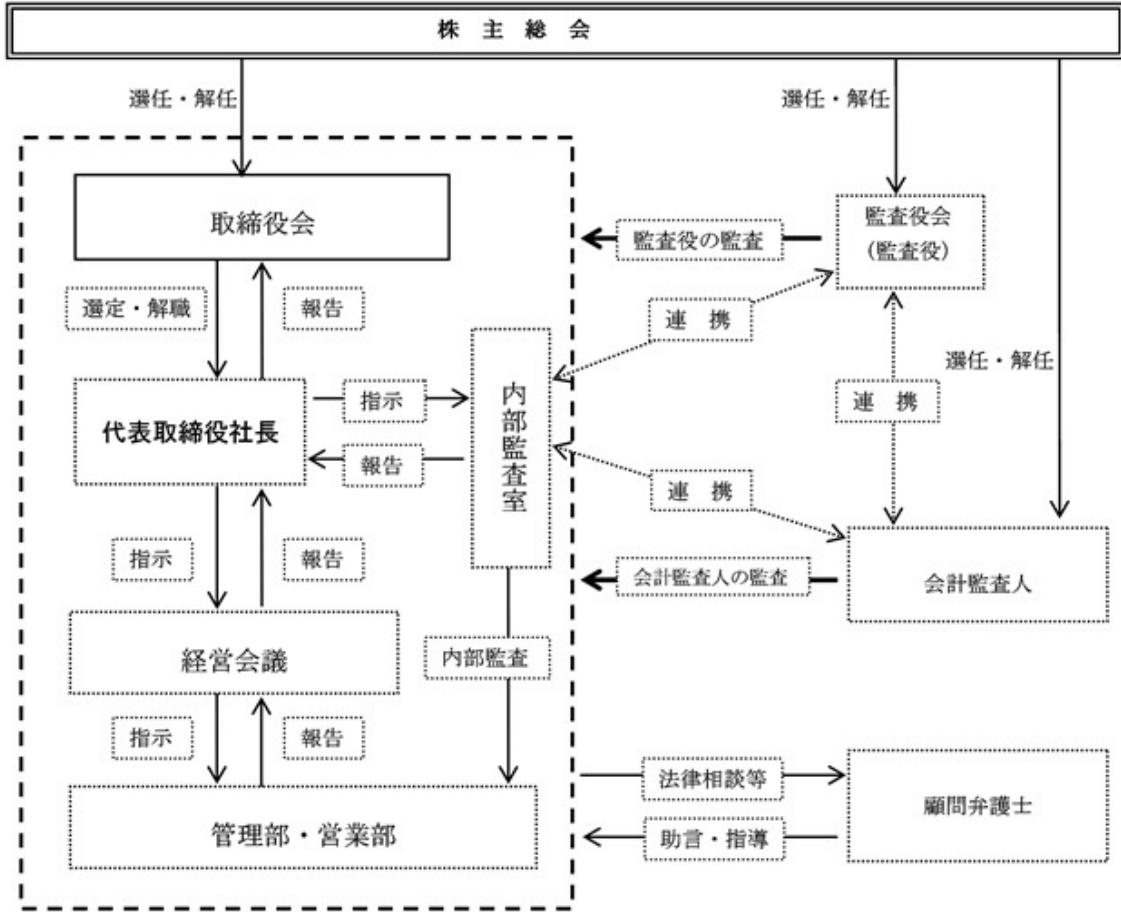 株 主 総 会
選任・解任
選任・解任
取締役会
監査役会
(監査役)
監査役の監査
選定・解職
報告
連 携
選任・解任
代表取締役社長
指示
報告
内部監査室
連 携
連 携
指示
報告
会計監査人の監査
会計監査人
経営会議
内部監査
指示
報告
法律相談等
助言・指導
顧問弁護士
管理部・営業部